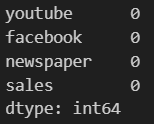 youtube 0
facebook 0
newspaper 0
sales 0
dtype: int64